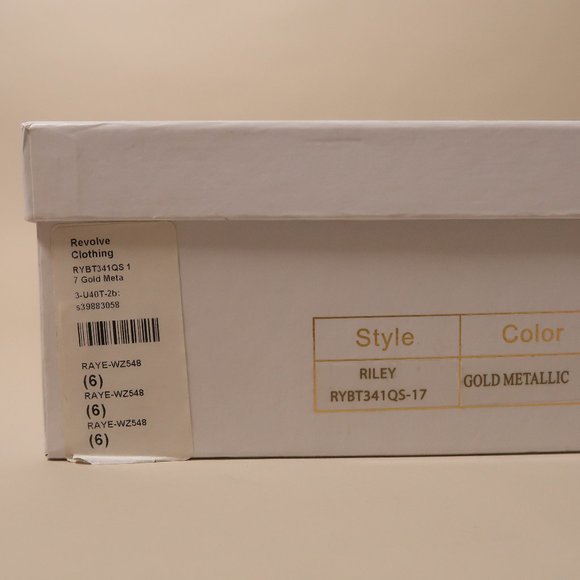 Revolve
Clothing
RYBT341QS 1
7 Gold Meta
3-U40T-2b:
s39883058
RAYE-WZ548
(6)
RAYE-WZ548
(6)
RAYE-WZ548
(6)
Style Color
RILEY
RYBT341QS-17
GOLD METALLIC